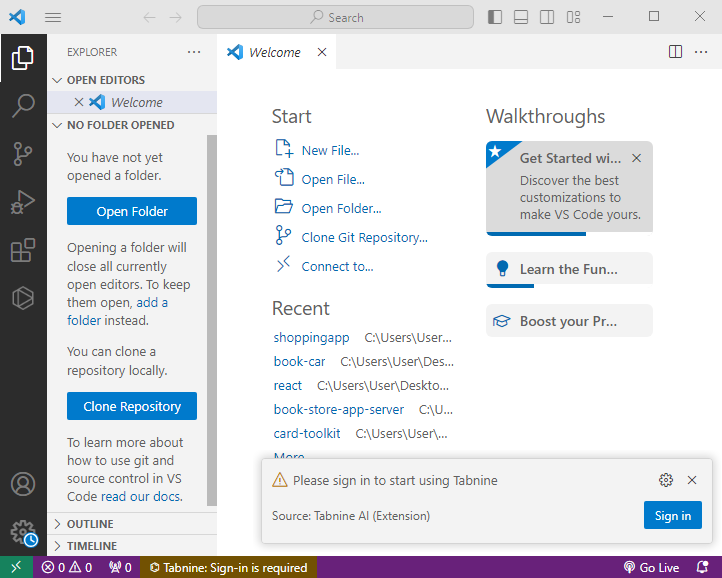 Search
EXPLORER
OPEN EDITORS
Welcome
NO FOLDER OPENED
You have not yet
opened a folder.
Open Folder
Opening a folder will
close all currently
open editors. To keep
them open, add a
folder instead.
You can clone a
repository locally.
Clone Repository
To learn more about
how to use git and
source control in VS
Code read our docs.
OUTLINE
TIMELINE
Welcome
Start
New File...
Open File...
Open Folder...
Clone Git Repository...
Connect to...
Recent
shoppingapp C:\Users\User...
book-car C:\Users\User\Des...
react C:\Users\User\Deskto...
book-store-app-server C:\U...
card-toolkit C:\Users\User\...
More...
Walkthroughs
Get Started wi...
Discover the best
customizations to
make VS Code yours.
Learn the Fun...
Boost your Pr...
Please sign in to start using Tabnine
Source: Tabnine AI (Extension)
Sign in
0 0 0 Tabnine: Sign-in is required Go Live